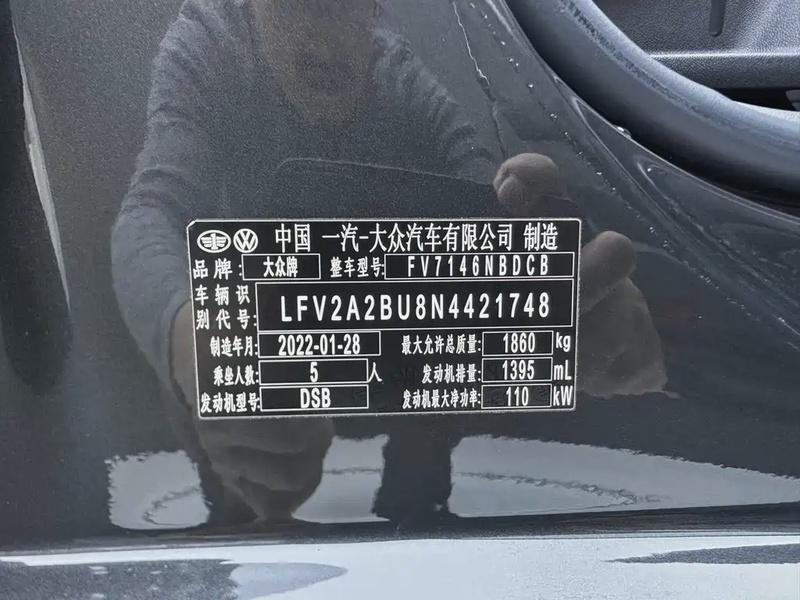 中国 一汽-大众汽车有限公司 制造
品牌: 大众牌 整车型号: FV7146NBDCB
车辆识别代号: LFV2A2BU8N4421748
制造年月: 2022-01-28 最大允许总质量: 1860 kg
乘坐人数: 5 人 发动机排量: 1395 mL
发动机型号: DSB 发动机最大净功率: 110 kW